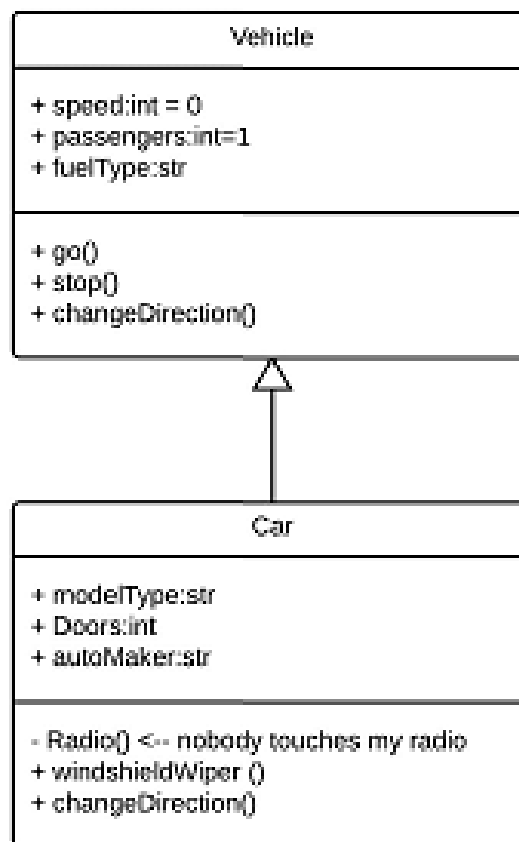 Vehicle
+ speed:int = 0
+ passengers:int=1
+ fuelType:str
+ go()
+ stop()
+ changeDirection()
Car
+ modelType:str
+ Doors:int
+ autoMaker:str
- Radio() <-- nobody touches my radio
+ windshieldWiper ()
+ changeDirection()